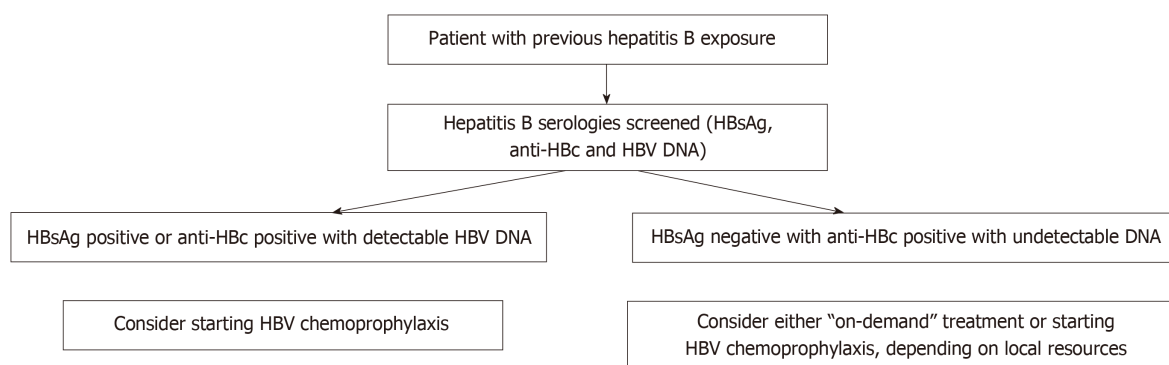 Patient with previous hepatitis B exposure
Hepatitis B serologies screened (HBsAg,
anti-HBc and HBV DNA)
HBsAg positive or anti-HBc positive with detectable HBV DNA
HBsAg negative with anti-HBc positive with undetectable DNA
Consider starting HBV chemoprophylaxis
Consider either “on-demand” treatment or starting
HBV chemoprophylaxis, depending on local resources